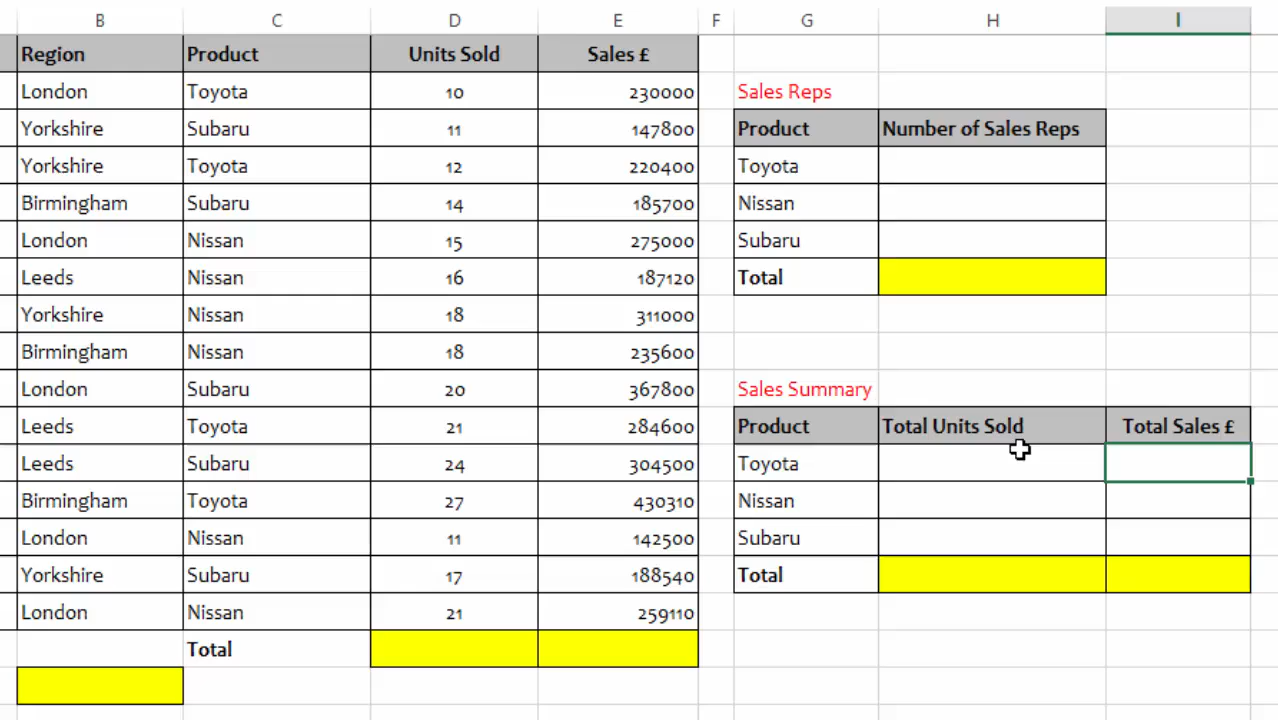 B C D E F G H I
Region Product Units Sold Sales £
London Toyota 10 230000 Sales Reps
Yorkshire Subaru 11 147800 Product Number of Sales Reps
Yorkshire Toyota 12 220400 Toyota
Birmingham Subaru 14 185700 Nissan
London Nissan 15 275000 Subaru
Leeds Nissan 16 187120 Total
Yorkshire Nissan 18 311000
Birmingham Nissan 18 235600
London Subaru 20 367800 Sales Summary
Leeds Toyota 21 284600 Product Total Units Sold Total Sales £
Leeds Subaru 24 304500 Toyota
Birmingham Toyota 27 430310 Nissan
London Nissan 11 142500 Subaru
Yorkshire Subaru 17 188540 Total
London Nissan 21 259110
Total